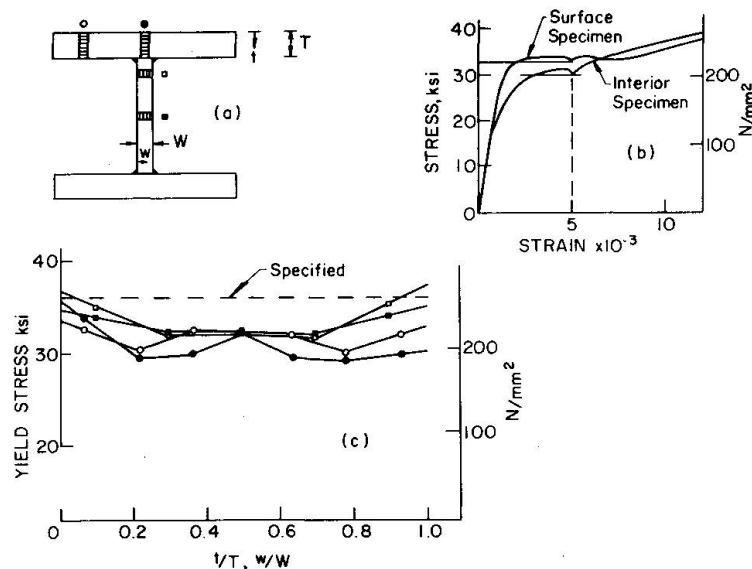 t
T
W
w
(a)
40
30
20
10
0
STRESS, ksi
Surface
Specimen
Interior
Specimen
200
100
N/mm²
(b)
0
5
10
STRAIN x10⁻³
40
30
20
YIELD STRESS ksi
Specified
200
100
N/mm²
(c)
0
0.2
0.4
0.6
0.8
1.0
t/T, w/W